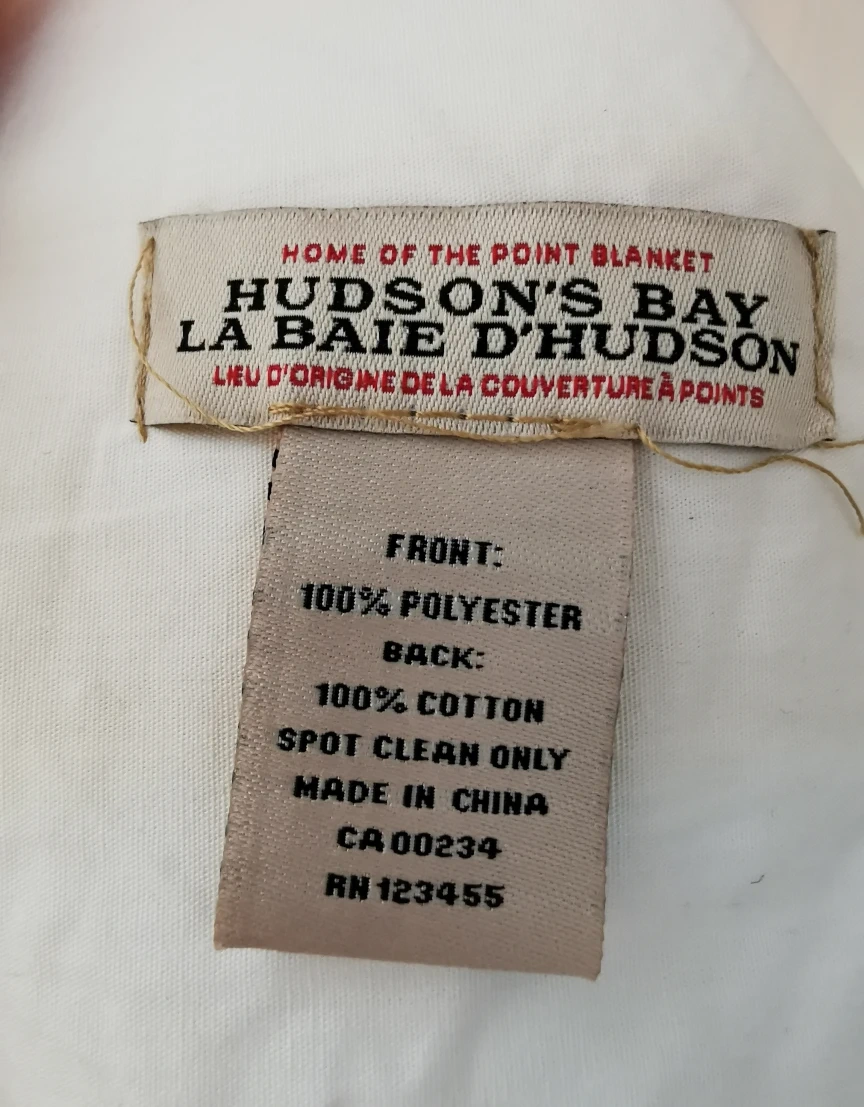 HOME OF THE POINT BLANKET
HUDSON'S BAY
LA BAIE D'HUDSON
LIEU D'ORIGINE DE LA COUVERTURE À POINTS
FRONT:
100% POLYESTER
BACK:
100% COTTON
SPOT CLEAN ONLY
MADE IN CHINA
CA 00234
RN 123455